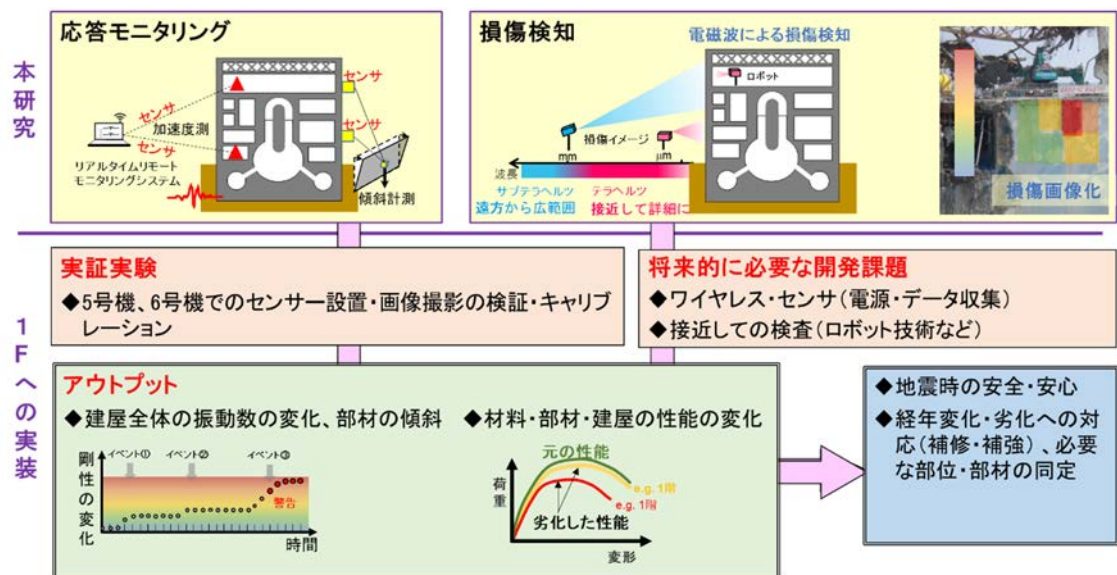 本研究
応答モニタリング
センサ
センサ
センサ
センサ
加速度測
リアルタイムリモート
モニタリングシステム
傾斜計測
損傷検知
電磁波による損傷検知
ロボット
損傷イメージ
mm
μm
波長
サブテラヘルツ
テラヘルツ
遠方から広範囲
接近して詳細に
損傷画像化
1Fへの実装
実証実験
◆5号機、6号機でのセンサー設置・画像撮影の検証・キャリブ
レーション
将来的に必要な開発課題
◆ワイヤレス・センサ(電源・データ収集)
◆接近しての検査(ロボット技術など)
アウトプット
◆建屋全体の振動数の変化、部材の傾斜
イベント①
イベント②
イベント③
剛性の変化
警告
時間
◆材料・部材・建屋の性能の変化
元の性能
荷重
e.g. 1階
e.g. 1階
劣化した性能
変形
◆地震時の安全・安心
◆経年変化・劣化への対
応(補修・補強)、必要
な部位・部材の同定